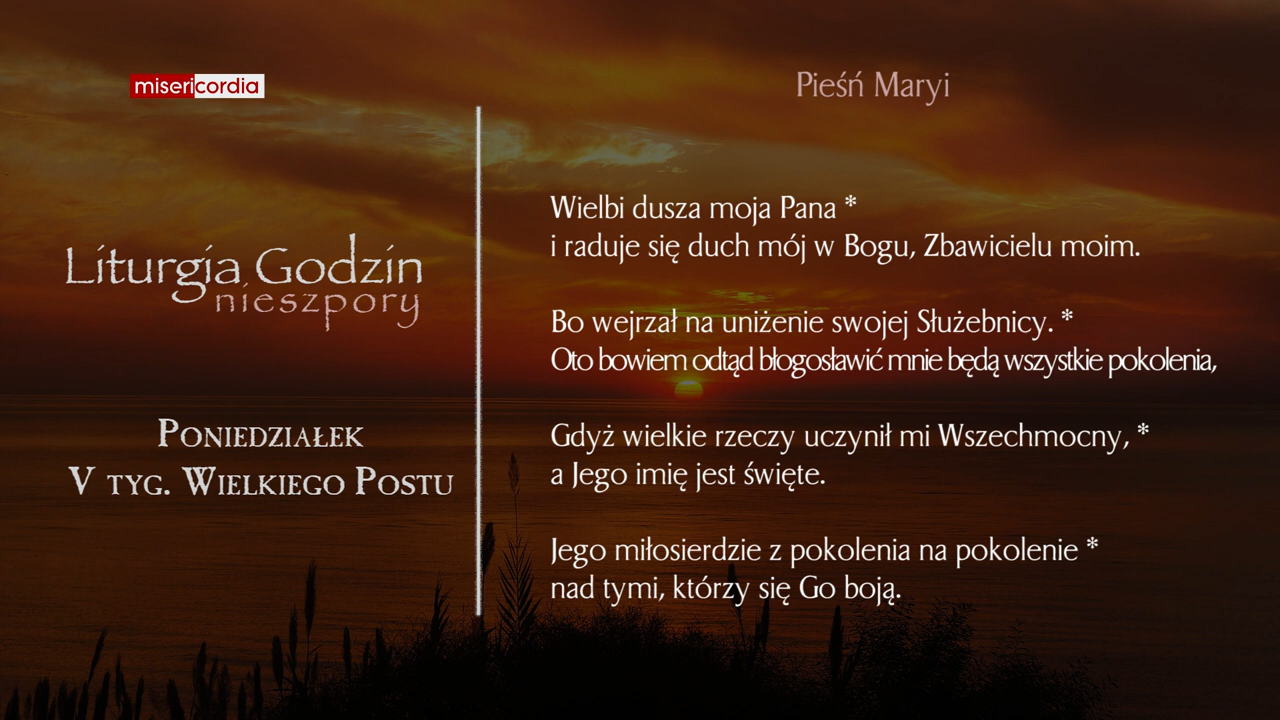 misericordia
Liturgia Godzin
nieszpory
Poniedziałek
V tyg. Wielkiego Postu
Pieśń Maryi
Wielbi dusza moja Pana *
i raduje się duch mój w Bogu, Zbawicielu moim.
Bo wejrzał na uniżenie swojej Służebnicy. *
Oto bowiem odtąd błogosławić mnie będą wszystkie pokolenia,
Gdyż wielkie rzeczy uczynił mi Wszechmocny, *
a Jego imię jest święte.
Jego miłosierdzie z pokolenia na pokolenie *
nad tymi, którzy się Go boją.